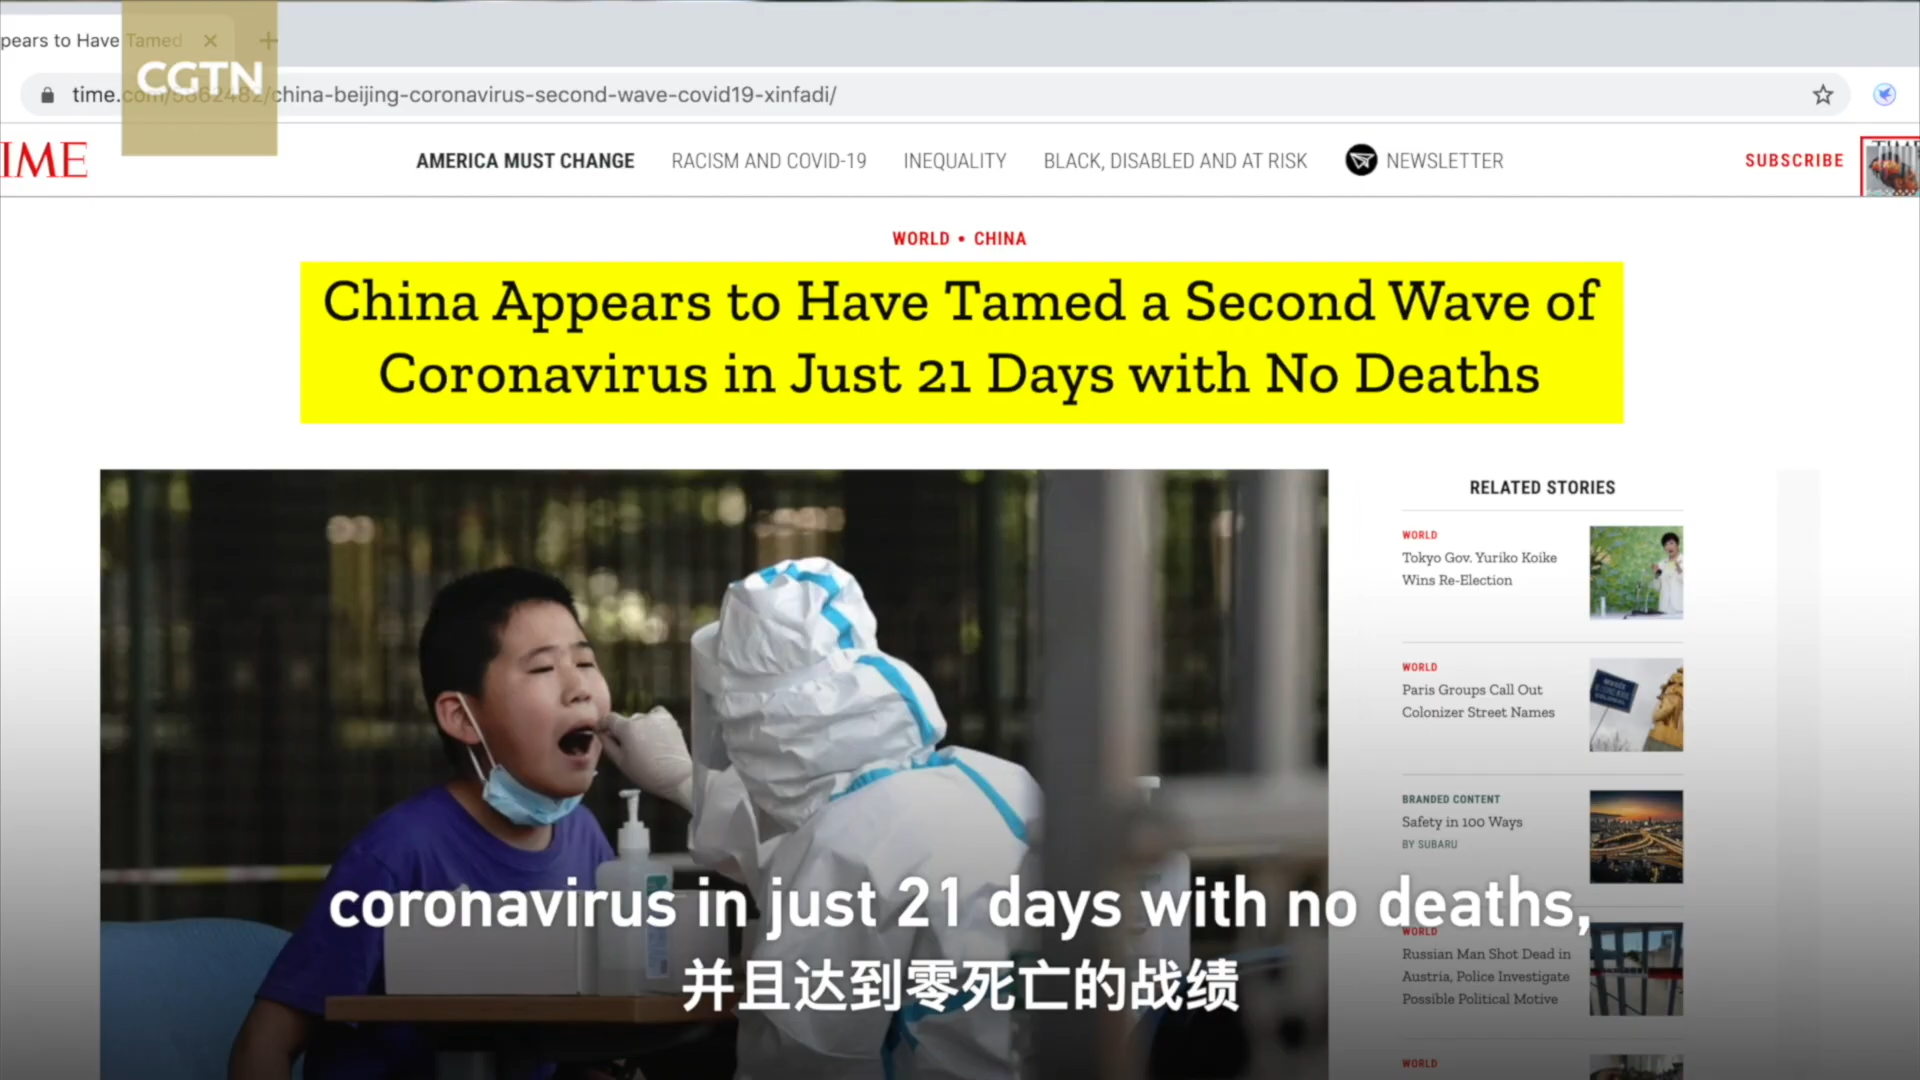 pears to Have Tamed
CGTN
time.com/5862482/china-beijing-coronavirus-second-wave-covid19-xinfadi/
IME
AMERICA MUST CHANGE
RACISM AND COVID-19
INEQUALITY
BLACK, DISABLED AND AT RISK
NEWSLETTER
SUBSCRIBE
WORLD • CHINA
China Appears to Have Tamed a Second Wave of
Coronavirus in Just 21 Days with No Deaths
RELATED STORIES
WORLD
Tokyo Gov. Yuriko Koike
Wins Re-Election
WORLD
Paris Groups Call Out
Colonizer Street Names
BRANDED CONTENT
Safety in 100 Ways
BY SUBARU
WORLD
Russian Man Shot Dead in
Austria, Police Investigate
Possible Political Motive
WORLD
coronavirus in just 21 days with no deaths,
并且达到零死亡的战绩